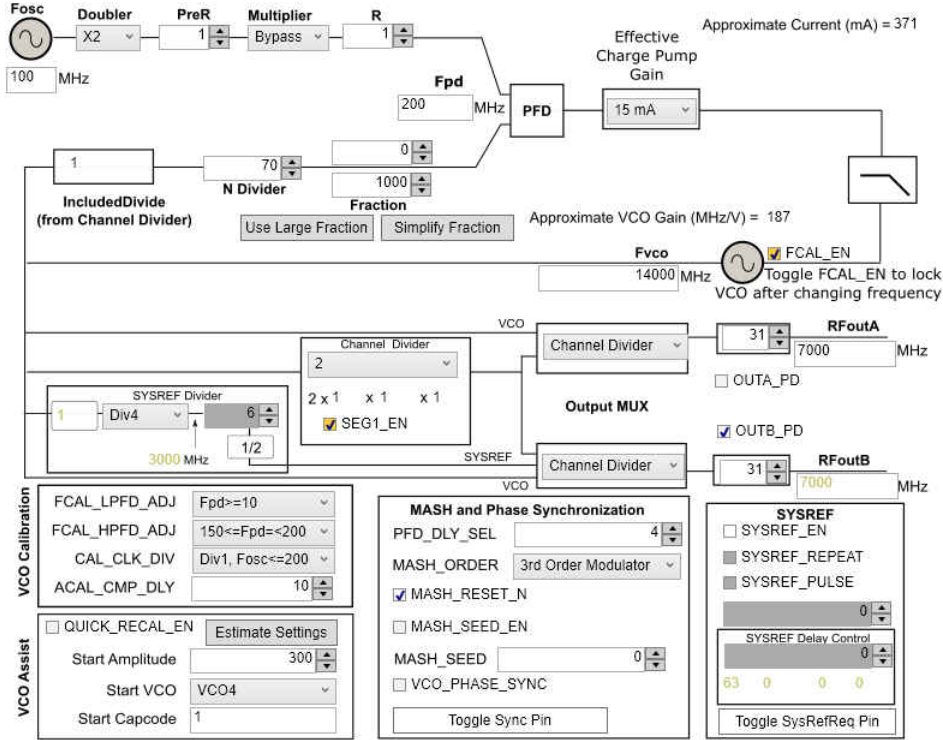 Fosc
Doubler
PreR
Multiplier
R
Approximate Current (mA) = 371
X2
1
Bypass
1
Effective
Charge Pump
Gain
100 MHz
Fpd
200 MHz
PFD
15 mA
1
70
0
N Divider
1000
IncludedDivide
(from Channel Divider)
Fraction
Use Large Fraction
Simplify Fraction
Approximate VCO Gain (MHz/V) = 187
Fvco
FCAL_EN
14000 MHz
Toggle FCAL_EN to lock
VCO after changing frequency
VCO
Channel Divider
2
Channel Divider
31
RFoutA
7000 MHz
2 x 1 x 1 x 1
OUTA_PD
SYSREF Divider
1
Div4
6
SEG1_EN
Output MUX
OUTB_PD
3000 MHz
1/2
SYSREF
Channel Divider
31
RFoutB
VCO
7000 MHz
VCO Calibration
FCAL_LPFD_ADJ
Fpd>=10
FCAL_HPFD_ADJ
150<=Fpd=<200
CAL_CLK_DIV
Div1, Fosc<=200
ACAL_CMP_DLY
10
MASH and Phase Synchronization
PFD_DLY_SEL
4
MASH_ORDER
3rd Order Modulator
MASH_RESET_N
MASH_SEED_EN
MASH_SEED
0
VCO_PHASE_SYNC
Toggle Sync Pin
SYSREF
SYSREF_EN
SYSREF_REPEAT
SYSREF_PULSE
0
SYSREF Delay Control
0
63 0 0 0
Toggle SysRefReq Pin
VCO Assist
QUICK_RECAL_EN
Estimate Settings
Start Amplitude
300
Start VCO
VCO4
Start Capcode
1